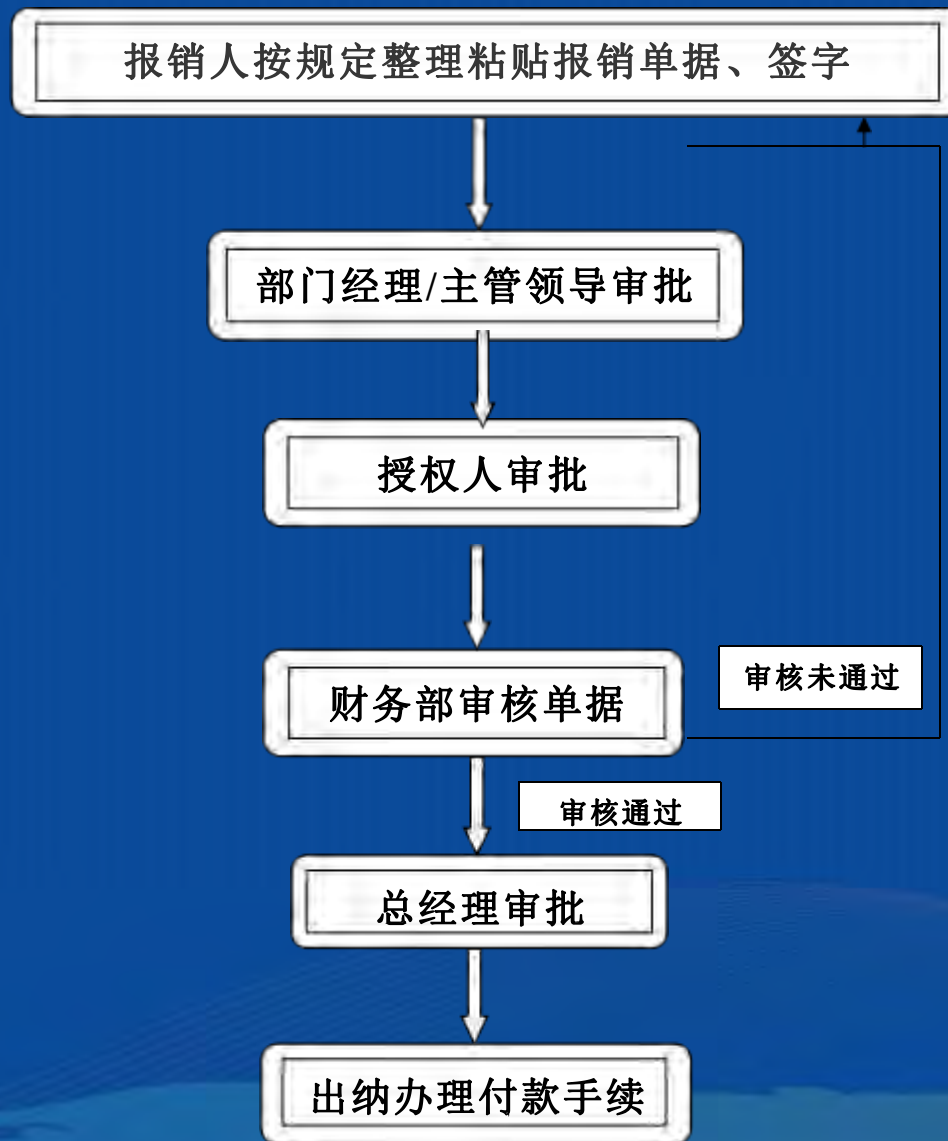 报销人按规定整理粘贴报销单据、签字
部门经理/主管领导审批
授权人审批
财务部审核单据
审核未通过
审核通过
总经理审批
出纳办理付款手续